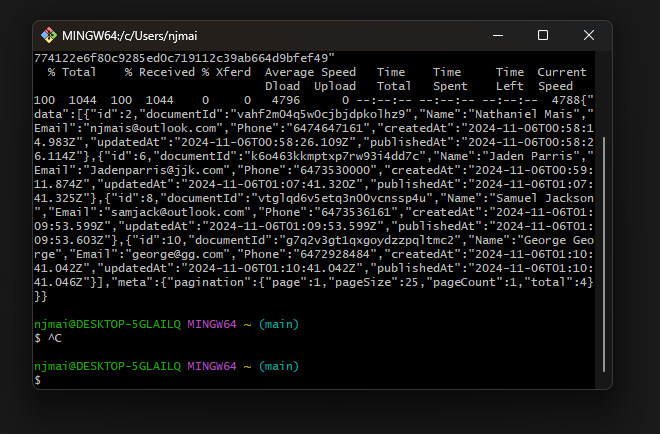 MINGW64:/c/Users/njmai
774122e6f80c9285ed0c719112c39ab664d9bfef49"
% Total % Received % Xferd Average Speed Time Time Time Current
Dload Upload Total Spent Left Speed
100 1044 100 1044 0 0 4796 0 --:--:-- --:--:-- --:--:-- 4788{"
data":[{"id":2,"documentId":"vahf2m04q5w0cjbjdpkolhz9","Name":"Nathaniel Mais","
Email":"njmais@outlook.com","Phone":"6474647161","createdAt":"2024-11-06T00:58:1
4.983Z","updatedAt":"2024-11-06T00:58:26.109Z","publishedAt":"2024-11-06T00:58:2
6.114Z"},{"id":6,"documentId":"k6o463kkmptxp7rw93i4dd7c","Name":"Jaden Parris","
Email":"Jadenparris@jjk.com","Phone":"6473530000","createdAt":"2024-11-06T00:59:
11.874Z","updatedAt":"2024-11-06T01:07:41.320Z","publishedAt":"2024-11-06T01:07:
41.325Z"},{"id":8,"documentId":"vtglqd6v5etq3n00vcnssp4u","Name":"Samuel Jackson
","Email":"samjack@outlook.com","Phone":"6473536161","createdAt":"2024-11-06T01:
09:53.599Z","updatedAt":"2024-11-06T01:09:53.599Z","publishedAt":"2024-11-06T01:
09:53.603Z"},{"id":10,"documentId":"g7q2v3gt1qxgoydzzpqltmc2","Name":"George Geo
rge","Email":"george@gg.com","Phone":"6472928484","createdAt":"2024-11-06T01:10:
41.042Z","updatedAt":"2024-11-06T01:10:41.042Z","publishedAt":"2024-11-06T01:10:
41.046Z"}],"meta":{"pagination":{"page":1,"pageSize":25,"pageCount":1,"total":4}
}}
njmai@DESKTOP-5GLAILQ MINGW64 ~ (main)
$ ^C
njmai@DESKTOP-5GLAILQ MINGW64 ~ (main)
$